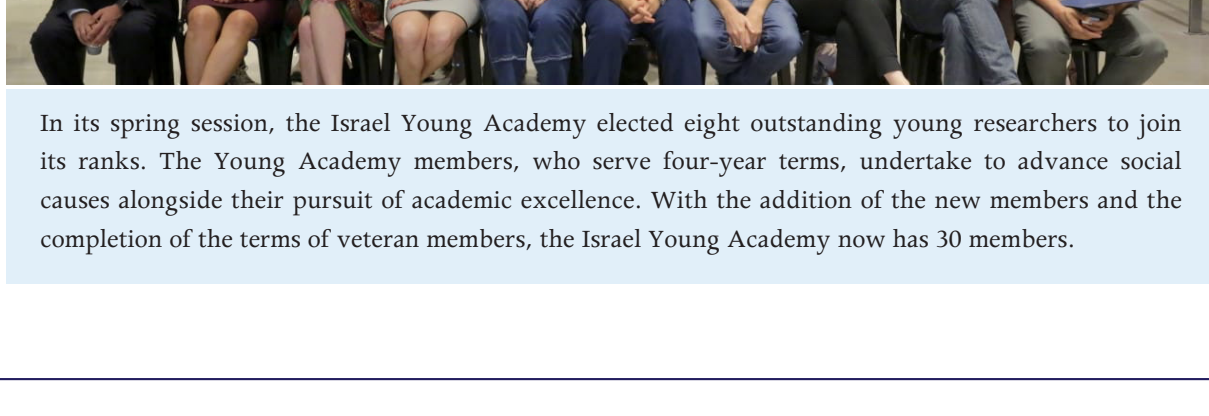 In its spring session, the Israel Young Academy elected eight outstanding young researchers to join
its ranks. The Young Academy members, who serve four-year terms, undertake to advance social
causes alongside their pursuit of academic excellence. With the addition of the new members and the
completion of the terms of veteran members, the Israel Young Academy now has 30 members.